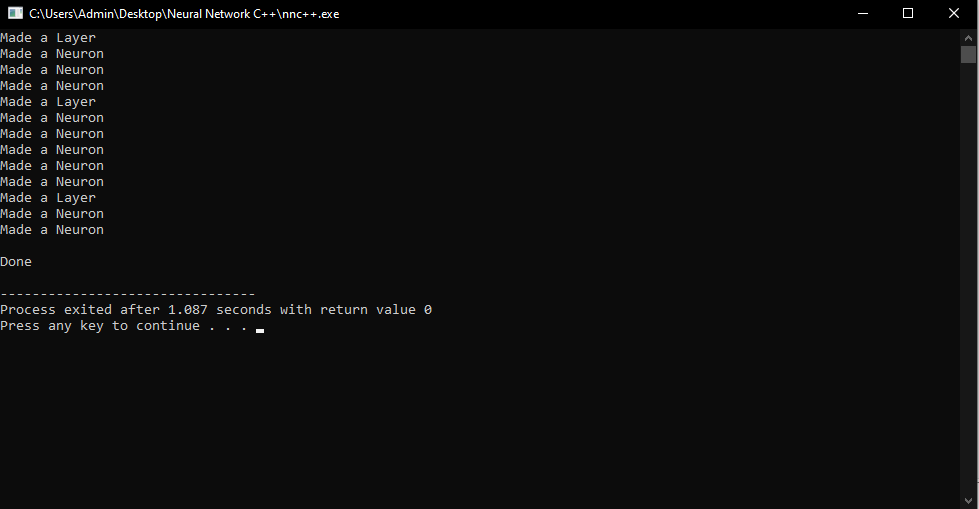 C:\Users\Admin\Desktop\Neural Network C++\nnc++.exe
Made a Layer
Made a Neuron
Made a Neuron
Made a Neuron
Made a Layer
Made a Neuron
Made a Neuron
Made a Neuron
Made a Neuron
Made a Neuron
Made a Layer
Made a Neuron
Made a Neuron
Done
--------------------------------
Process exited after 1.087 seconds with return value 0
Press any key to continue . . .